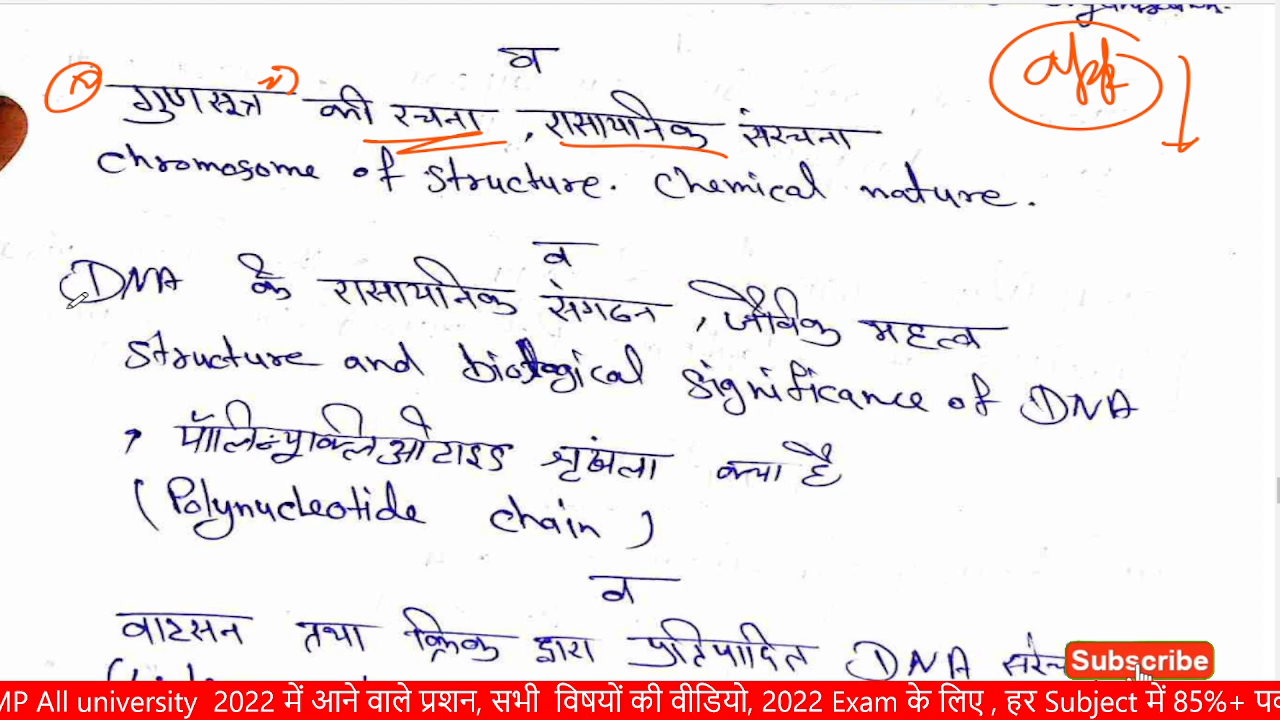 व
app
गुणसूत्र की रचना, रासायनिक संरचना
chromosome of structure. chemical nature.
व
DNA के रासायनिक संगठन, जैविक महत्व
structure and biological significance of DNA
, पॉलिन्यूक्लिओटाइड श्रृंखला क्या है
(Polynucleotide chain)
व
वाटसन तथा क्रिक द्वारा प्रतिपादित DNA
Subscribe
MP All university 2022 में आने वाले प्रशन, सभी विषयों की वीडियो, 2022 Exam के लिए , हर Subject में 85%+